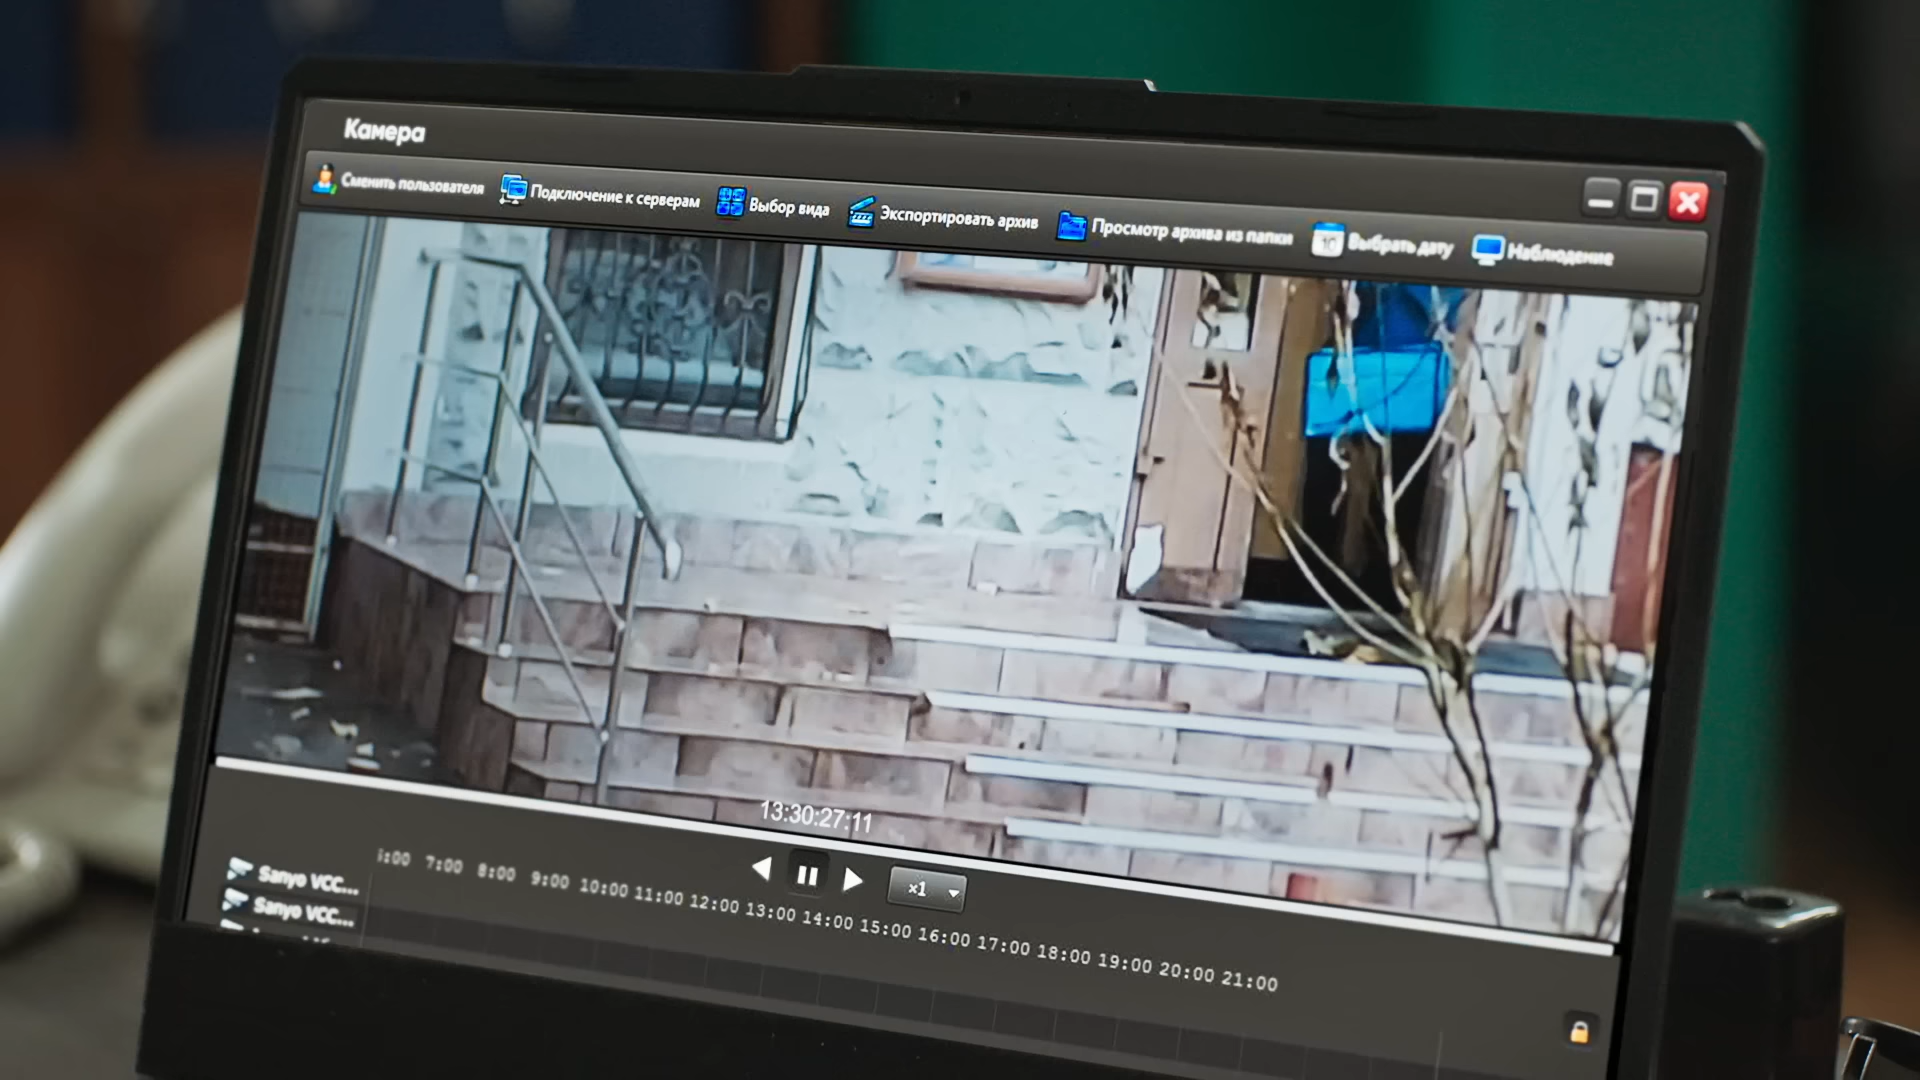 Камера
Сменить пользователя Подключение к серверам Выбор вида Экспортировать архив Просмотр архива из папки 10 Выбрать дату Наблюдение
13:30:27:11
×1
7:00 8:00 9:00 10:00 11:00 12:00 13:00 14:00 15:00 16:00 17:00 18:00 19:00 20:00 21:00
Sanyo VCC...
Sanyo VCC...